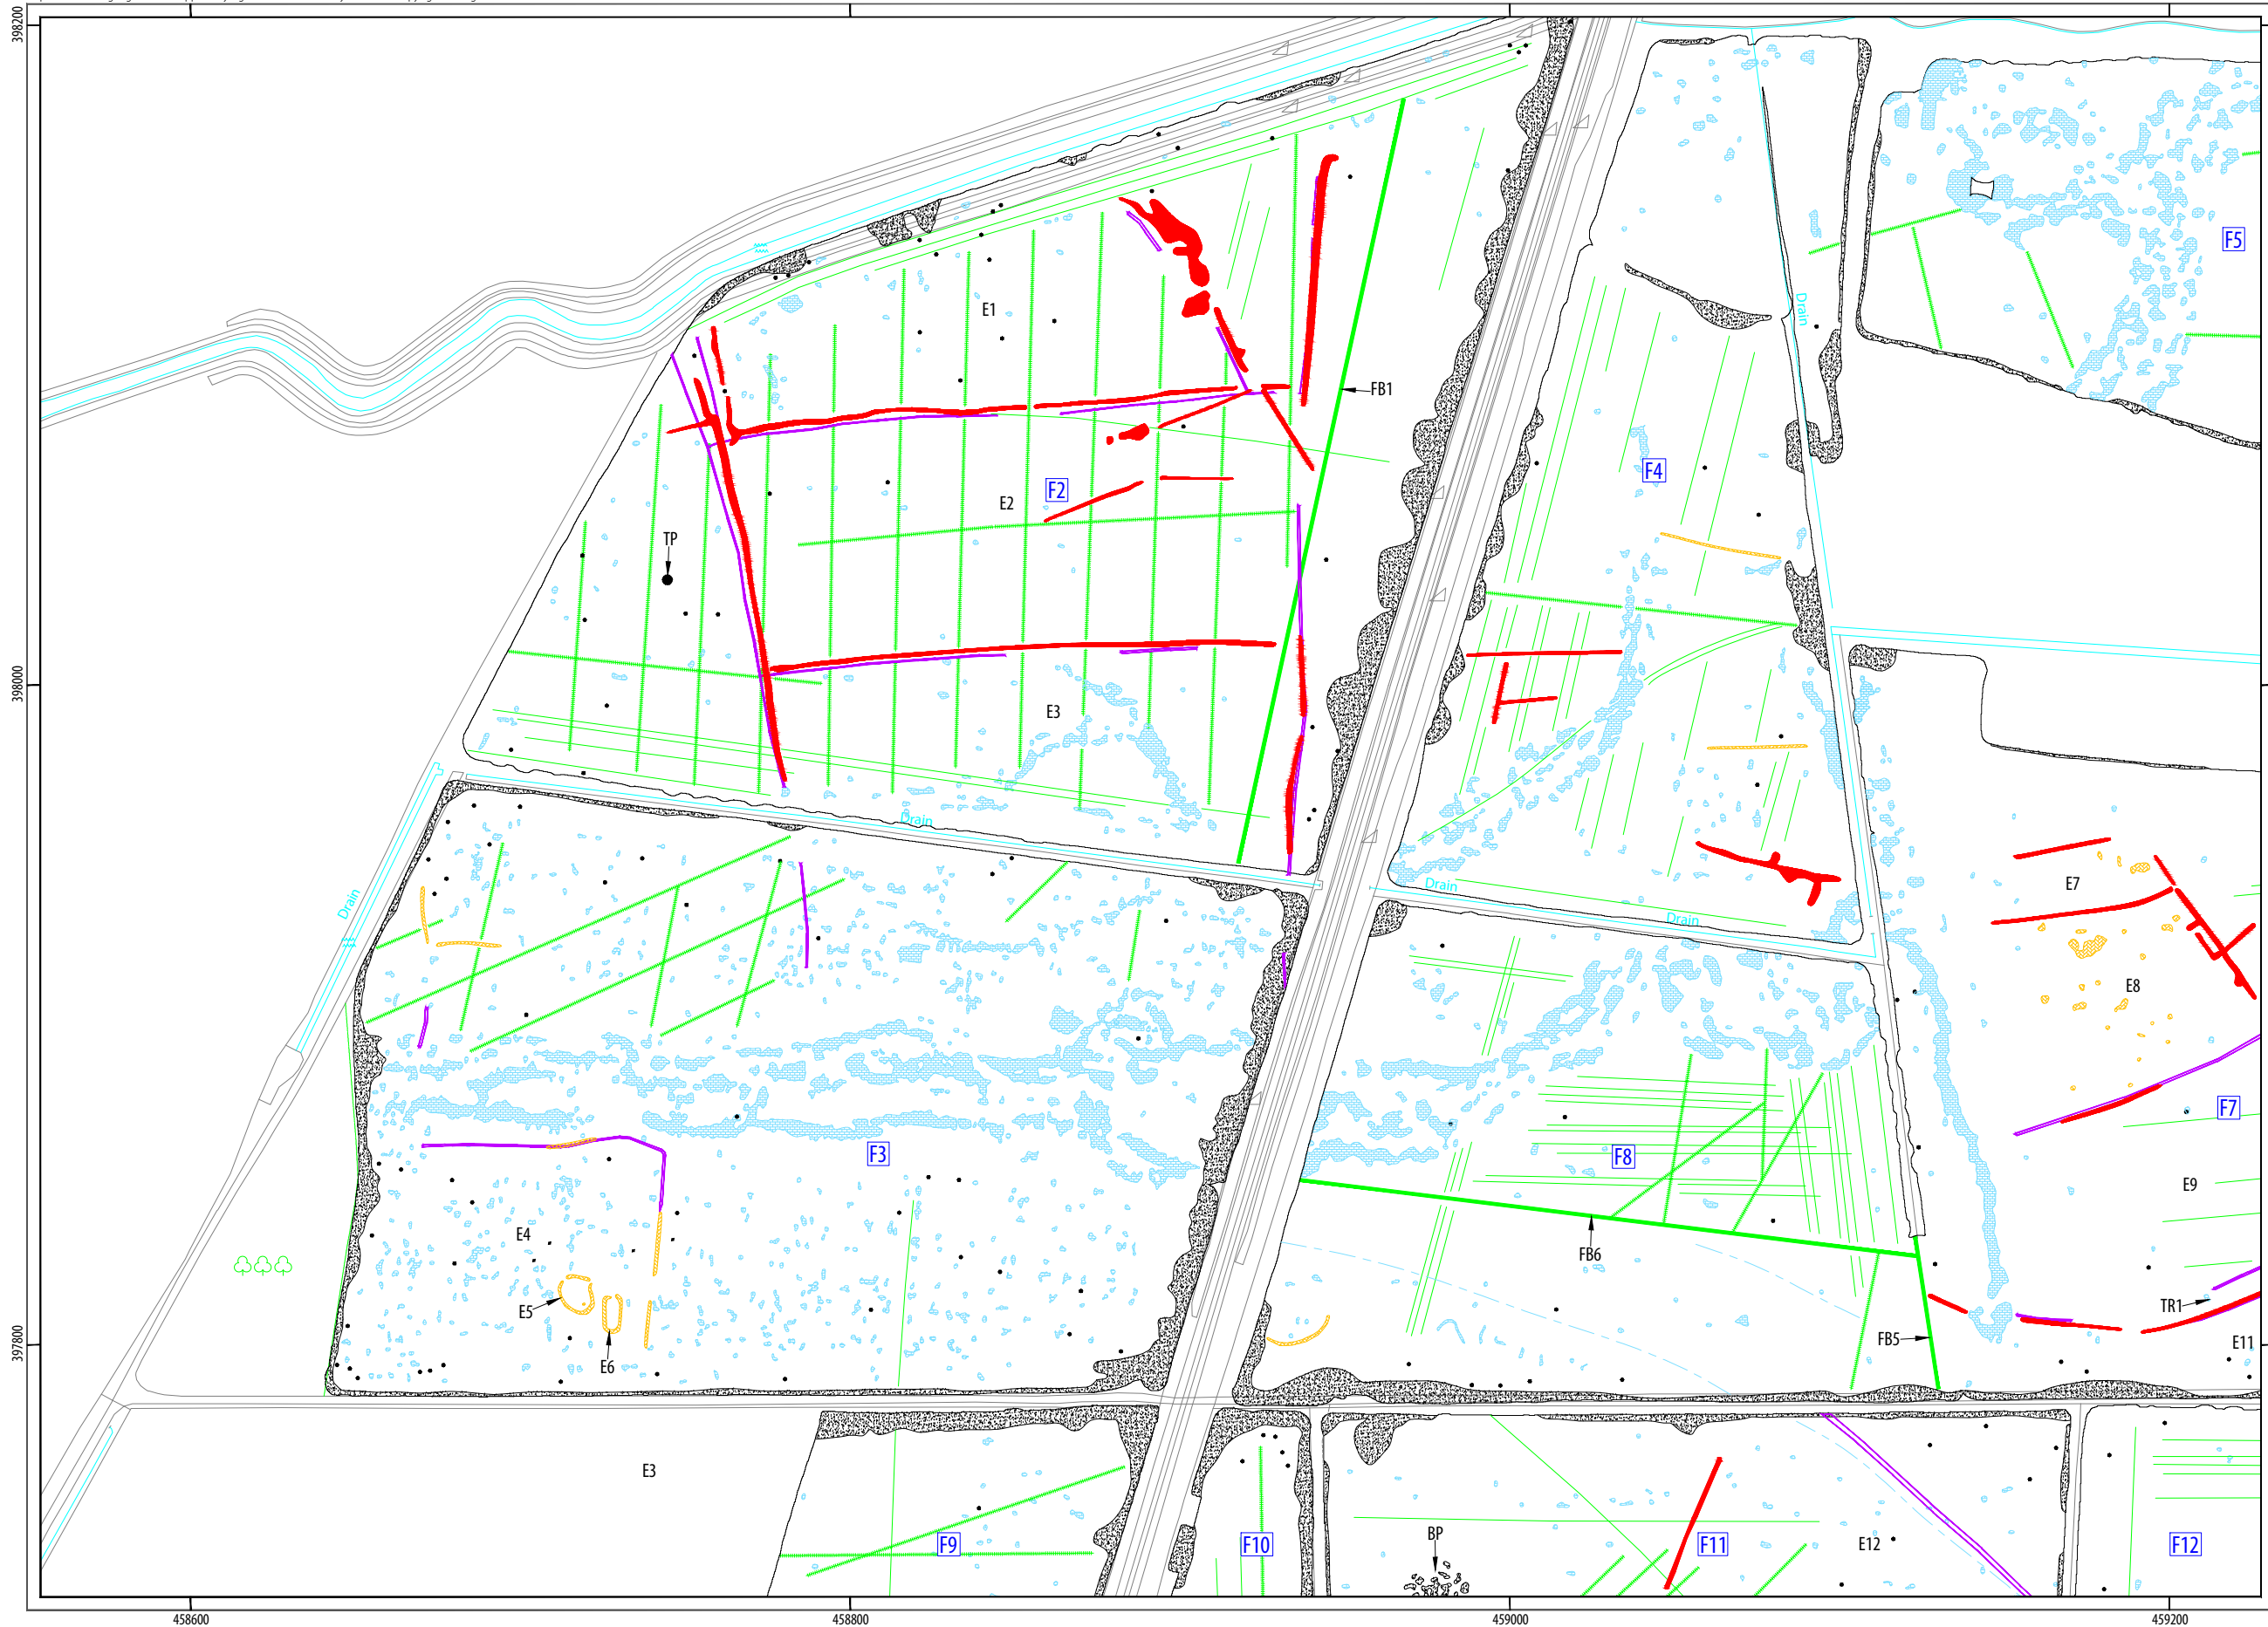 398200
Drain
F5
E1
FB1
F4
E2
F2
TP
398000
E3
Drain
E7
Drain
Drain
Drain
E8
F7
F3
F8
E9
E4
FB6
E5
TR1
E6
FB5
E11
397800
E3
BP
F9
F10
F11
E12
F12
458600
458800
459000
459200